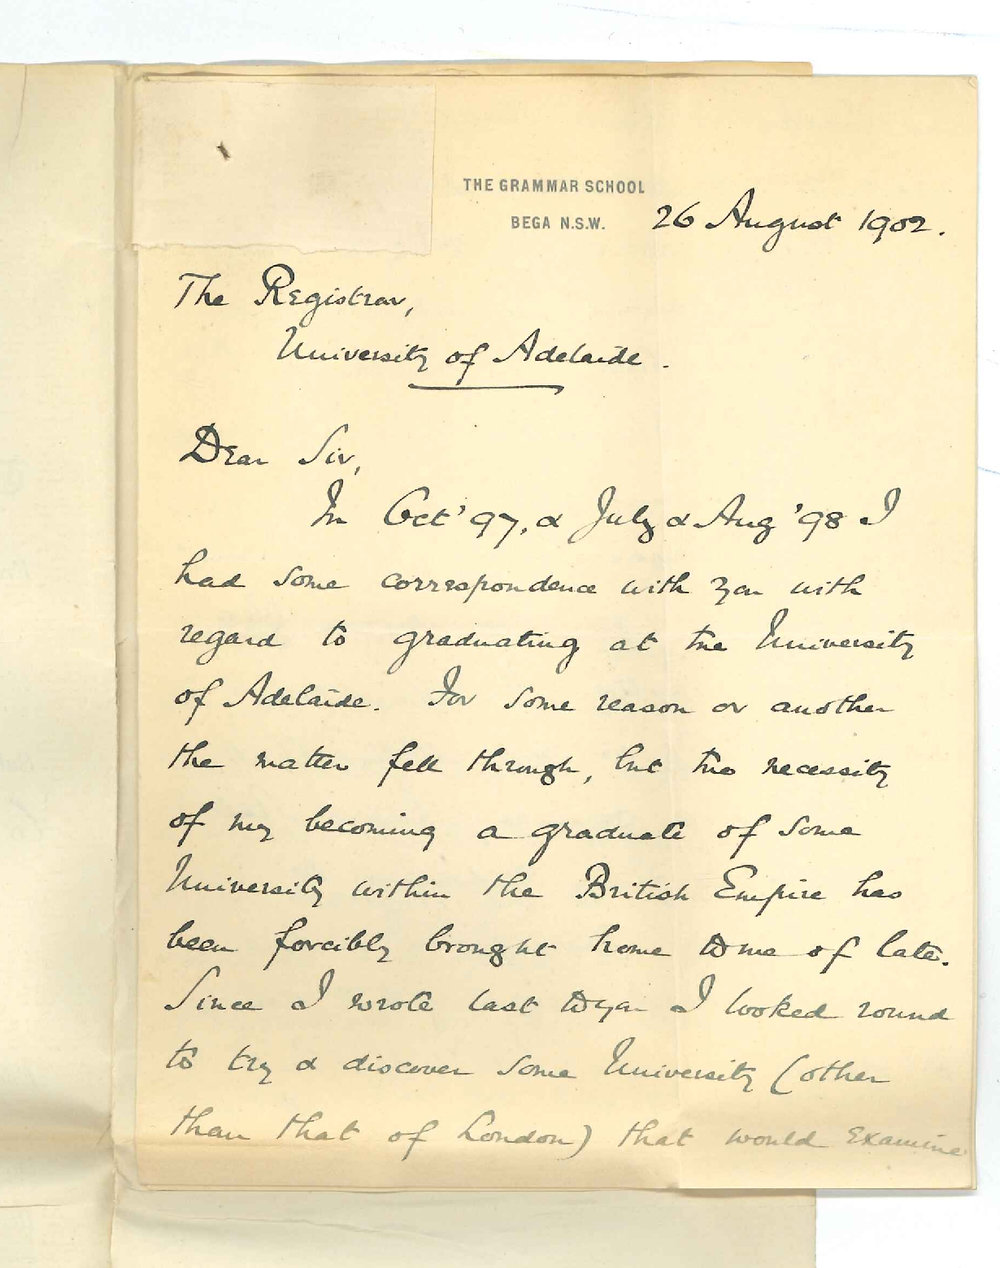 THE GRAMMAR SCHOOL
BEGA N.S.W.
26 August 1902.
The Registrar,
University of Adelaide.
Dear Sir,
In Oct '97, & July & Aug '98 I
had some correspondence with you with
regard to graduating at the University
of Adelaide. For some reason or another
the matter fell through, but the necessity
of my becoming a graduate of some
University within the British Empire has
been forcibly brought home to me of late.
Since I wrote last to you I looked round
to try & discover some University (other
than that of London) that would examine